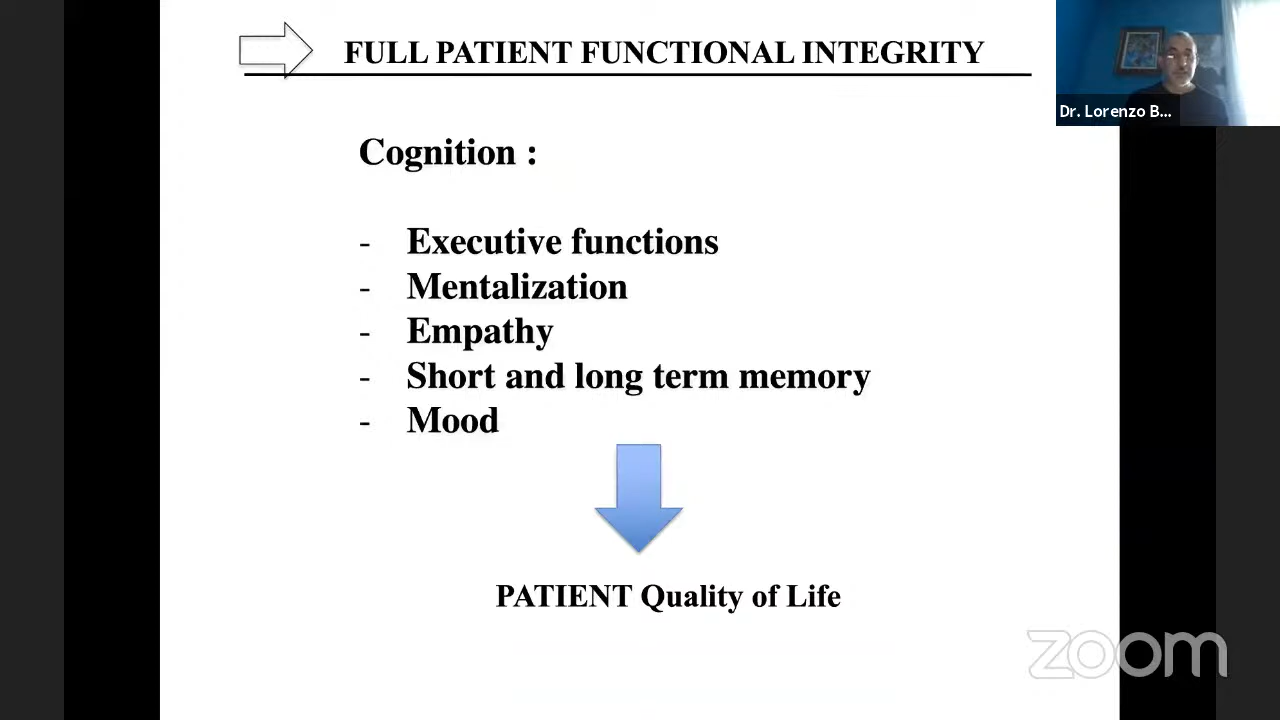 FULL PATIENT FUNCTIONAL INTEGRITY
Dr. Lorenzo B...
Cognition :
- Executive functions
- Mentalization
- Empathy
- Short and long term memory
- Mood
PATIENT Quality of Life
zoom